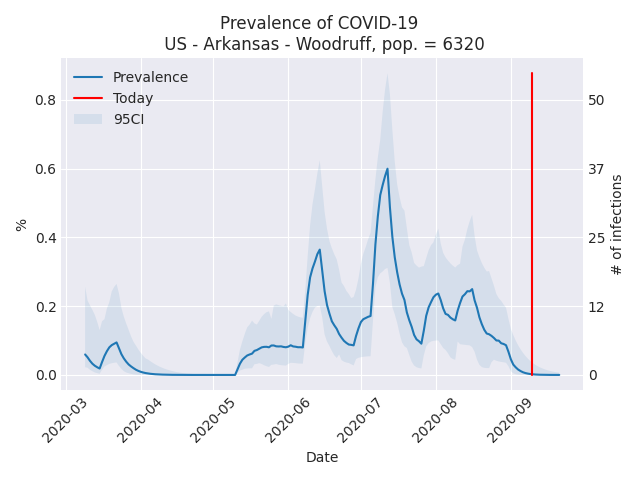 Prevalence of COVID-19
US - Arkansas - Woodruff, pop. = 6320
Prevalence
Today
95CI
0.8
0.6
0.4
0.2
0.0
%
50
37
25
12
0
# of infections
2020-03
2020-04
2020-05
2020-06
2020-07
2020-08
2020-09
Date